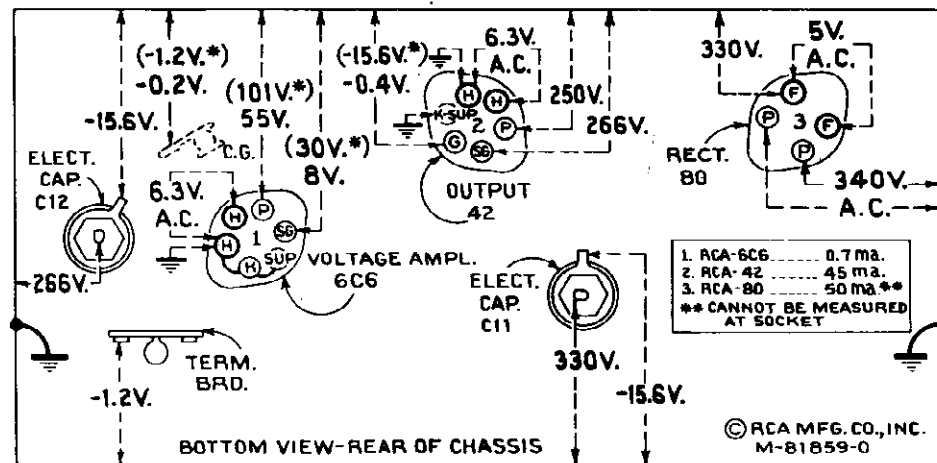 (-1.2V.*)
-0.2V.
-15.6V.
(101V.*)
55V.
(30V.*)
8V.
(-15.6V.*)
-0.4V.
6.3V.
A.C.
250V.
266V.
330V.
5V.
A.C.
C.G.
ELECT.
CAP.
C12
6.3V.
A.C.
H
P
SG
H
1
K
SUP
VOLTAGE AMPL.
6C6
H
H
K-SUP
2
P
G
SG
OUTPUT
42
F
P
3
F
P
RECT.
80
340V.
A.C.
266V.
ELECT.
CAP.
C11
1. RCA-6C6 ........ 0.7 ma.
2. RCA-42 ........ 45 ma.
3. RCA-80 ........ 50 ma.**
** CANNOT BE MEASURED
AT SOCKET
TERM.
BRD.
-1.2V.
330V.
-15.6V.
BOTTOM VIEW-REAR OF CHASSIS
© RCA MFG. CO., INC.
M-81859-0